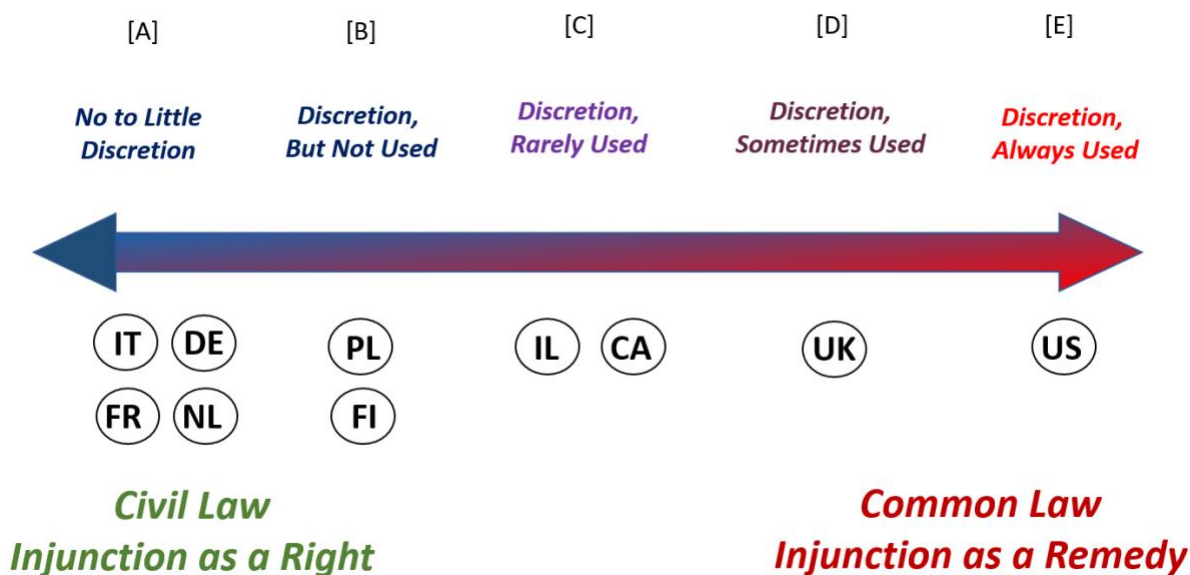 [A] [B] [C] [D] [E]
No to Little Discretion, Discretion, Discretion, Discretion,
Discretion But Not Used Rarely Used Sometimes Used Always Used
IT DE PL IL CA UK US
FR NL FI
Civil Law Common Law
Injunction as a Right Injunction as a Remedy